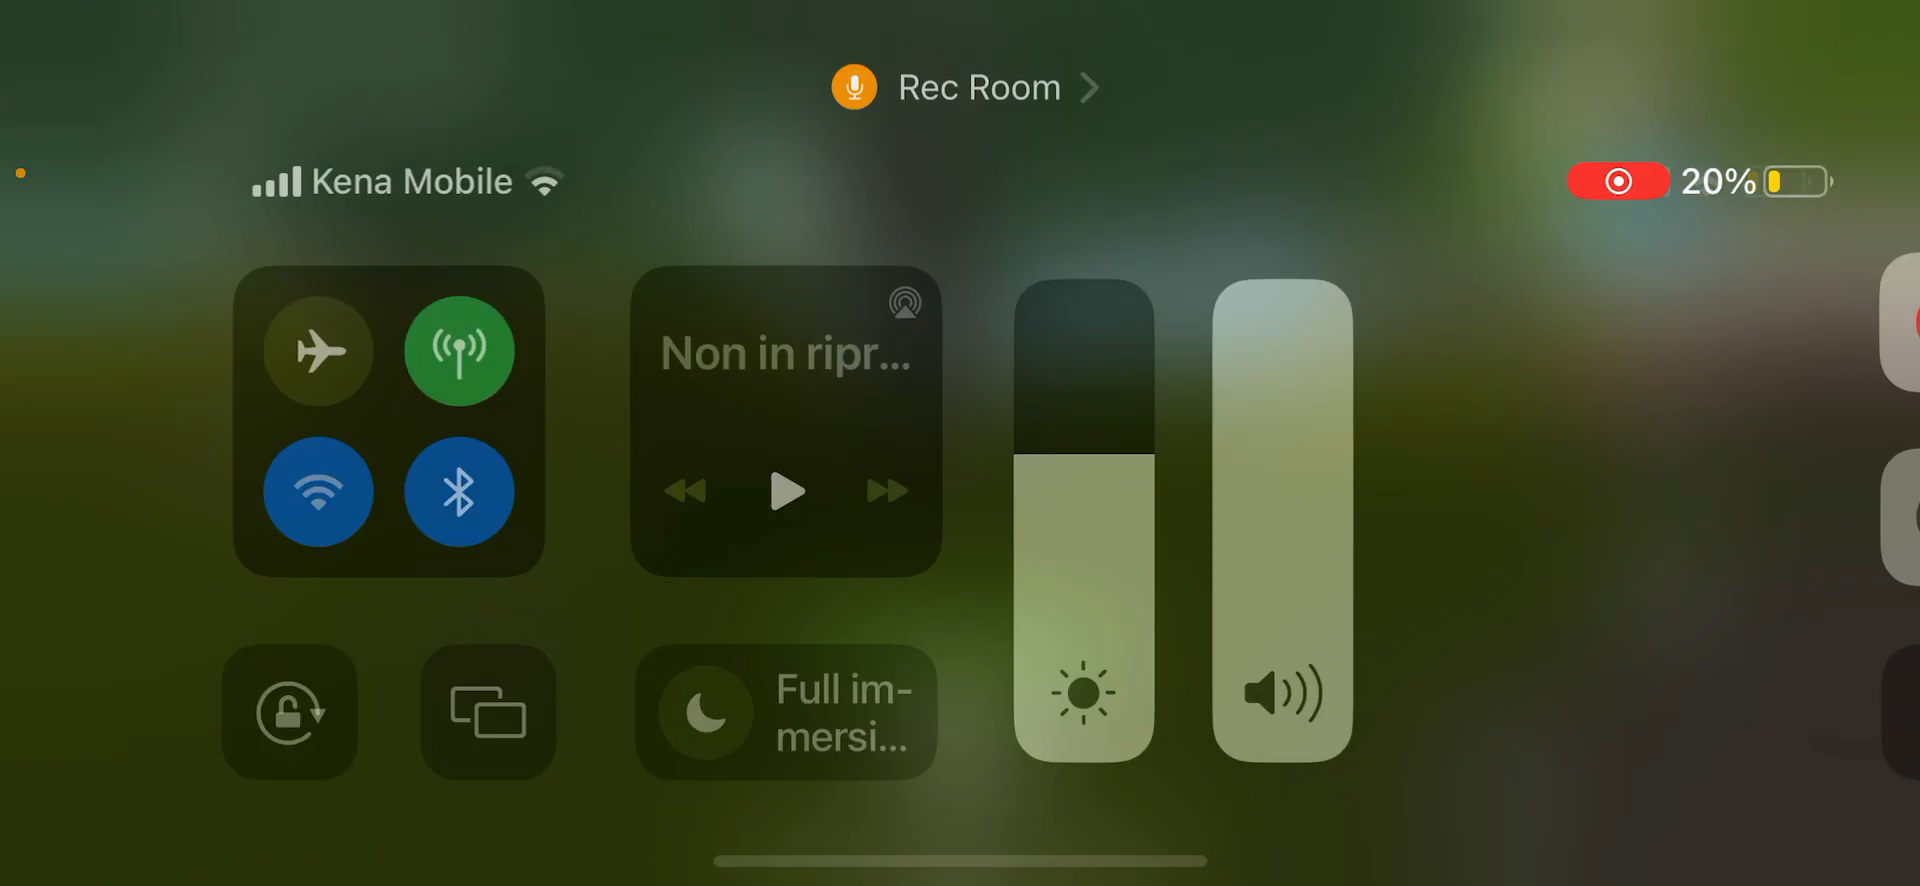 Rec Room
Kena Mobile
20%
Non in ripr...
Full im-
mersi...